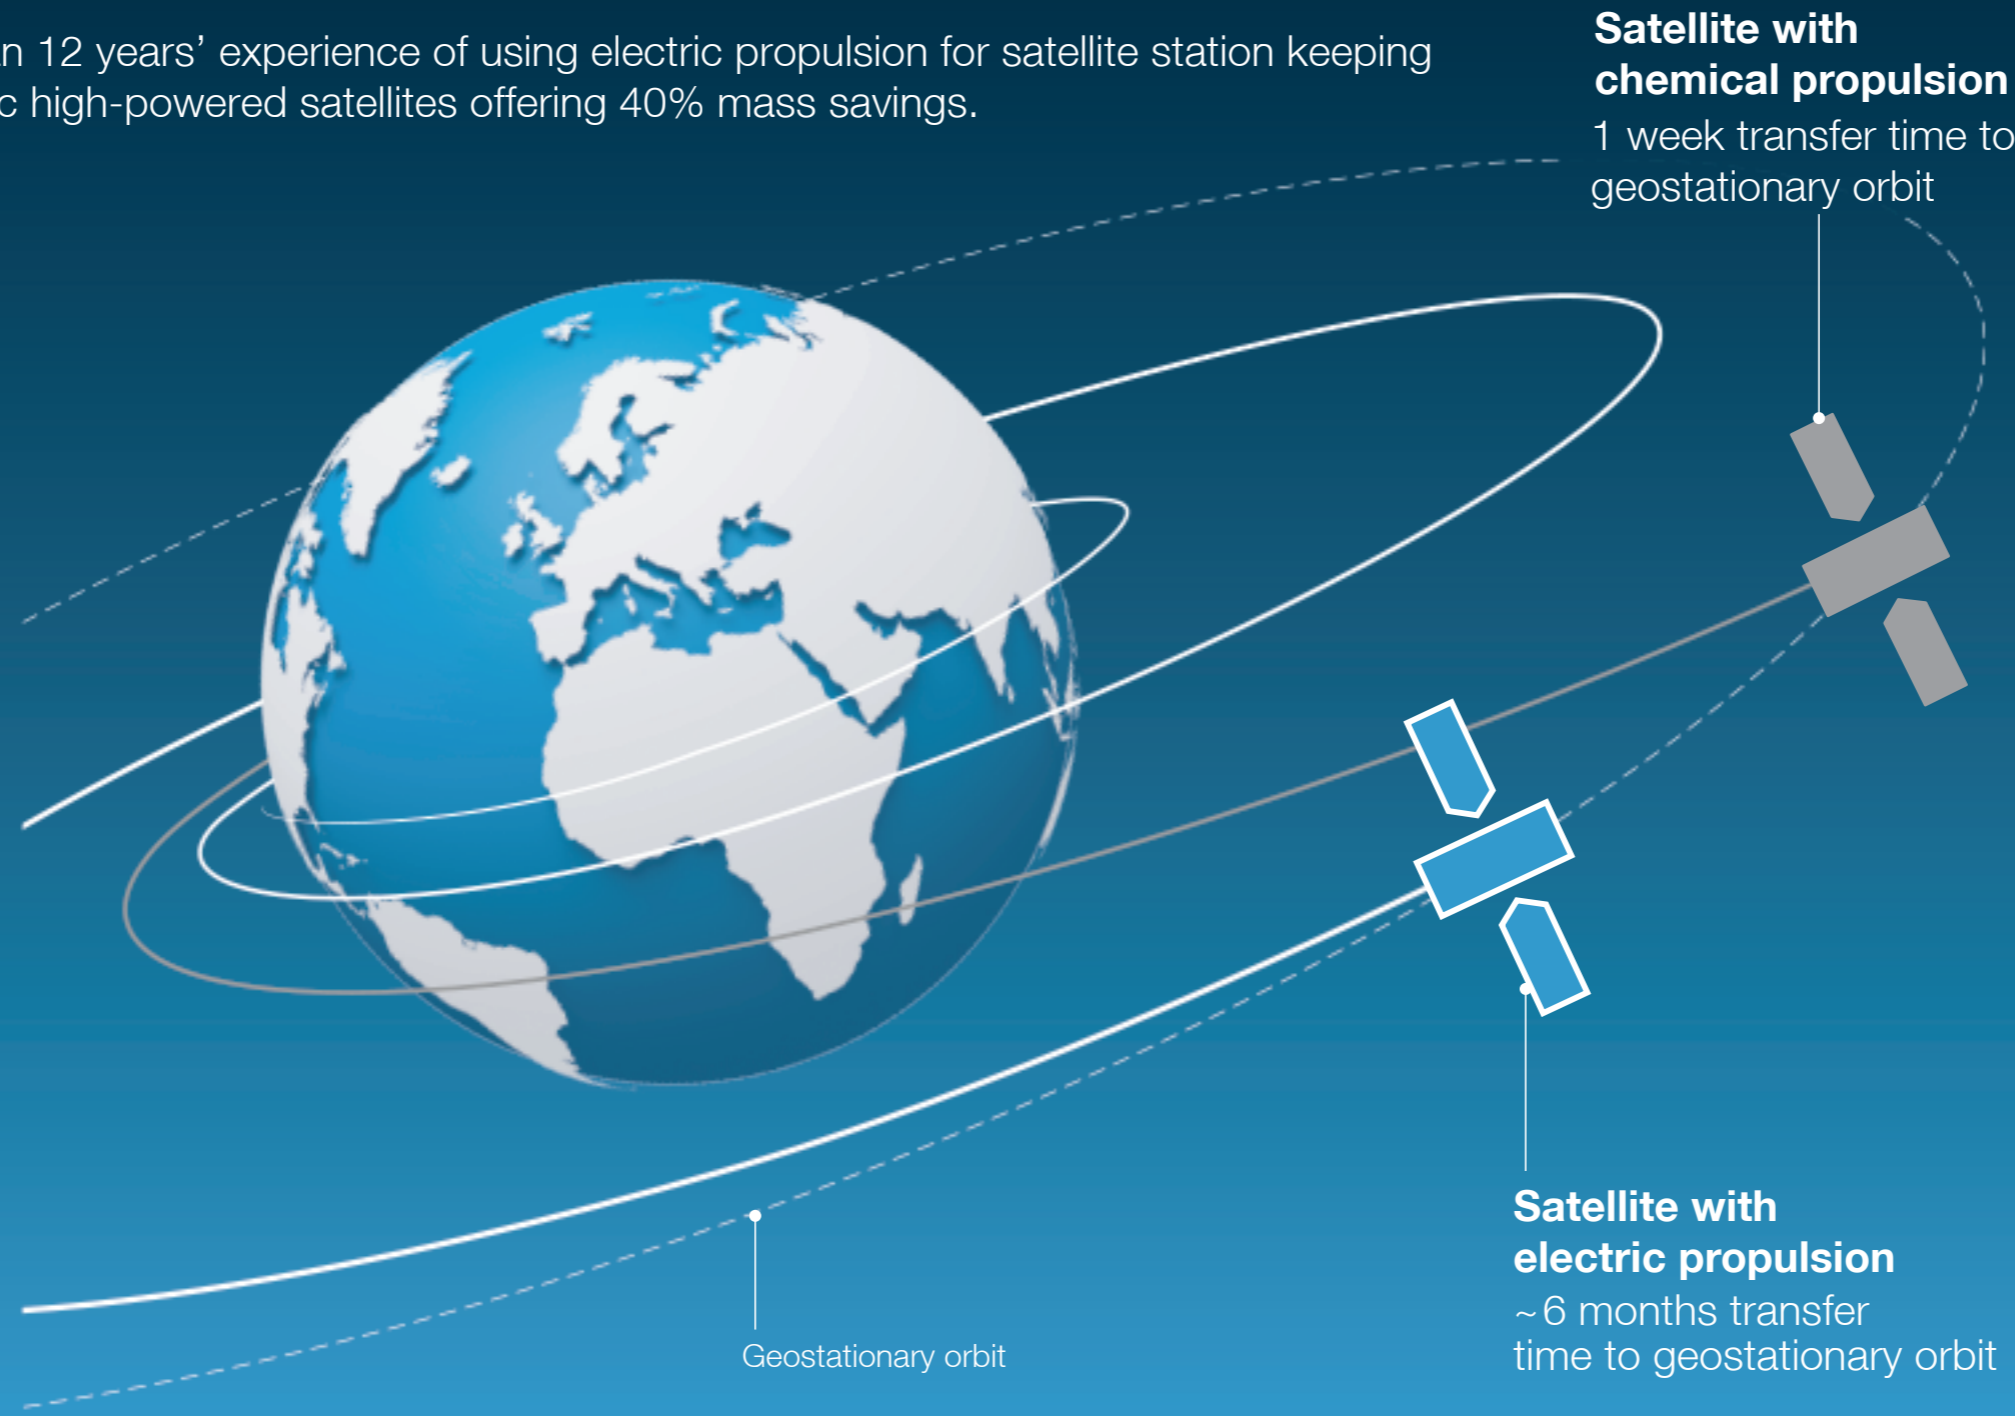 12 years’ experience of using electric propulsion for satellite station keeping
high-powered satellites offering 40% mass savings.
Satellite with
chemical propulsion
1 week transfer time to
geostationary orbit
Satellite with
electric propulsion
~6 months transfer
time to geostationary orbit
Geostationary orbit